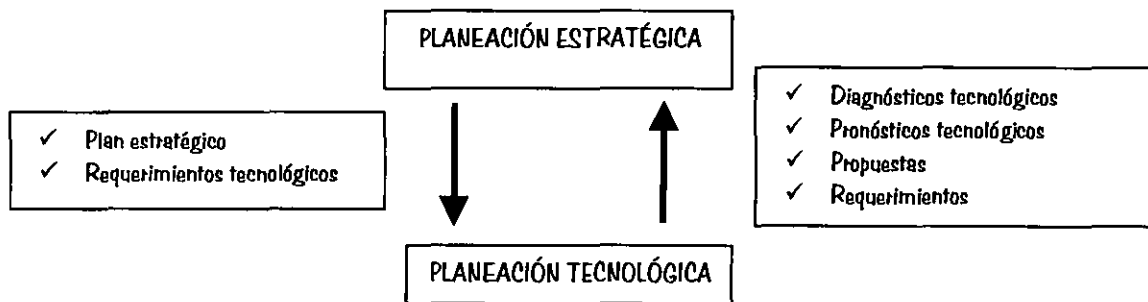 PLANEACIÓN ESTRATÉGICA
✓ Plan estratégico
✓ Requerimientos tecnológicos
✓ Diagnósticos tecnológicos
✓ Pronósticos tecnológicos
✓ Propuestas
✓ Requerimientos
PLANEACIÓN TECNOLÓGICA